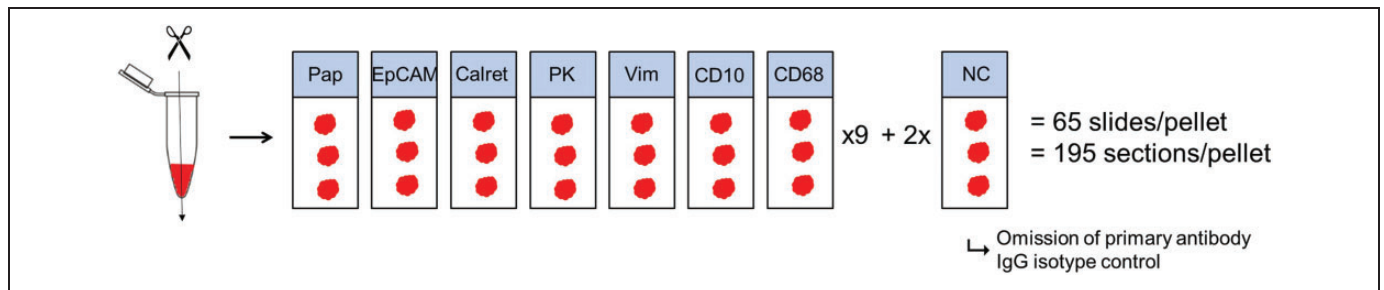 Pap EpCAM Calret PK Vim CD10 CD68 NC
x9 + 2x
= 65 slides/pellet
= 195 sections/pellet
Omission of primary antibody
IgG isotype control